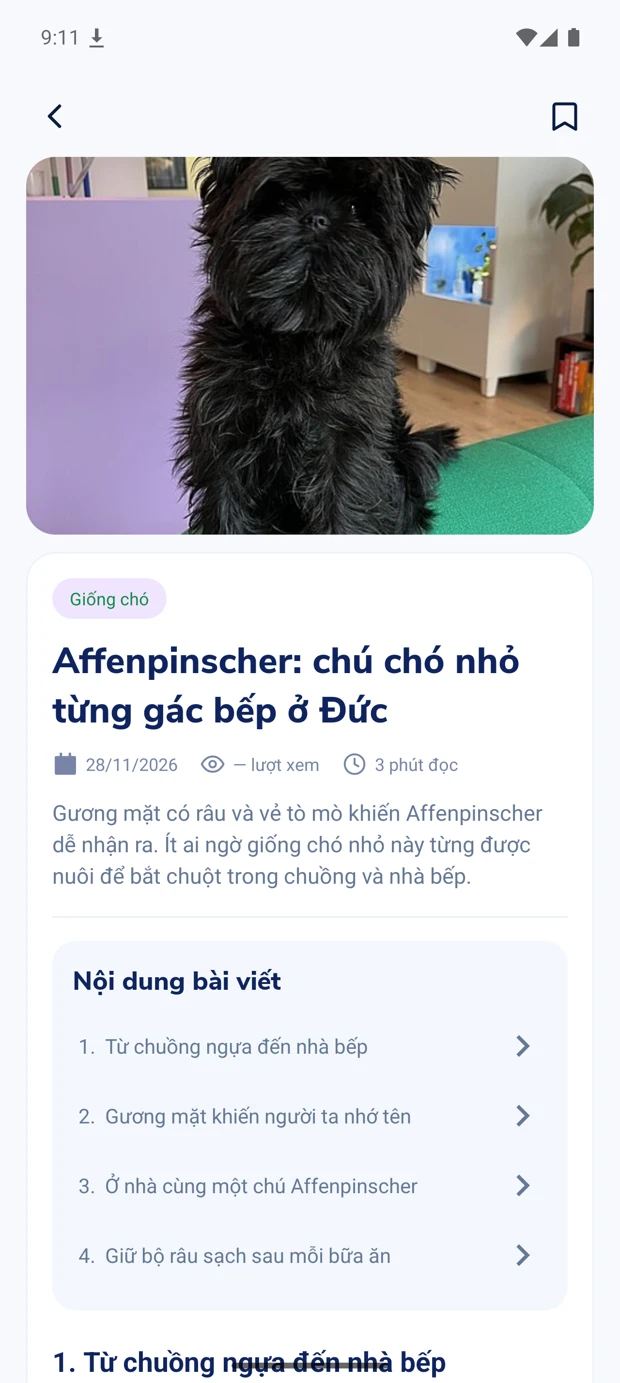 9:11
Giống chó
Affenpinscher: chú chó nhỏ
từng gác bếp ở Đức
28/11/2026 — lượt xem 3 phút đọc
Gương mặt có râu và vẻ tò mò khiến Affenpinscher
dễ nhận ra. Ít ai ngờ giống chó nhỏ này từng được
nuôi để bắt chuột trong chuồng và nhà bếp.
Nội dung bài viết
1. Từ chuồng ngựa đến nhà bếp
2. Gương mặt khiến người ta nhớ tên
3. Ở nhà cùng một chú Affenpinscher
4. Giữ bộ râu sạch sau mỗi bữa ăn
1. Từ chuồng ngựa đến nhà bếp